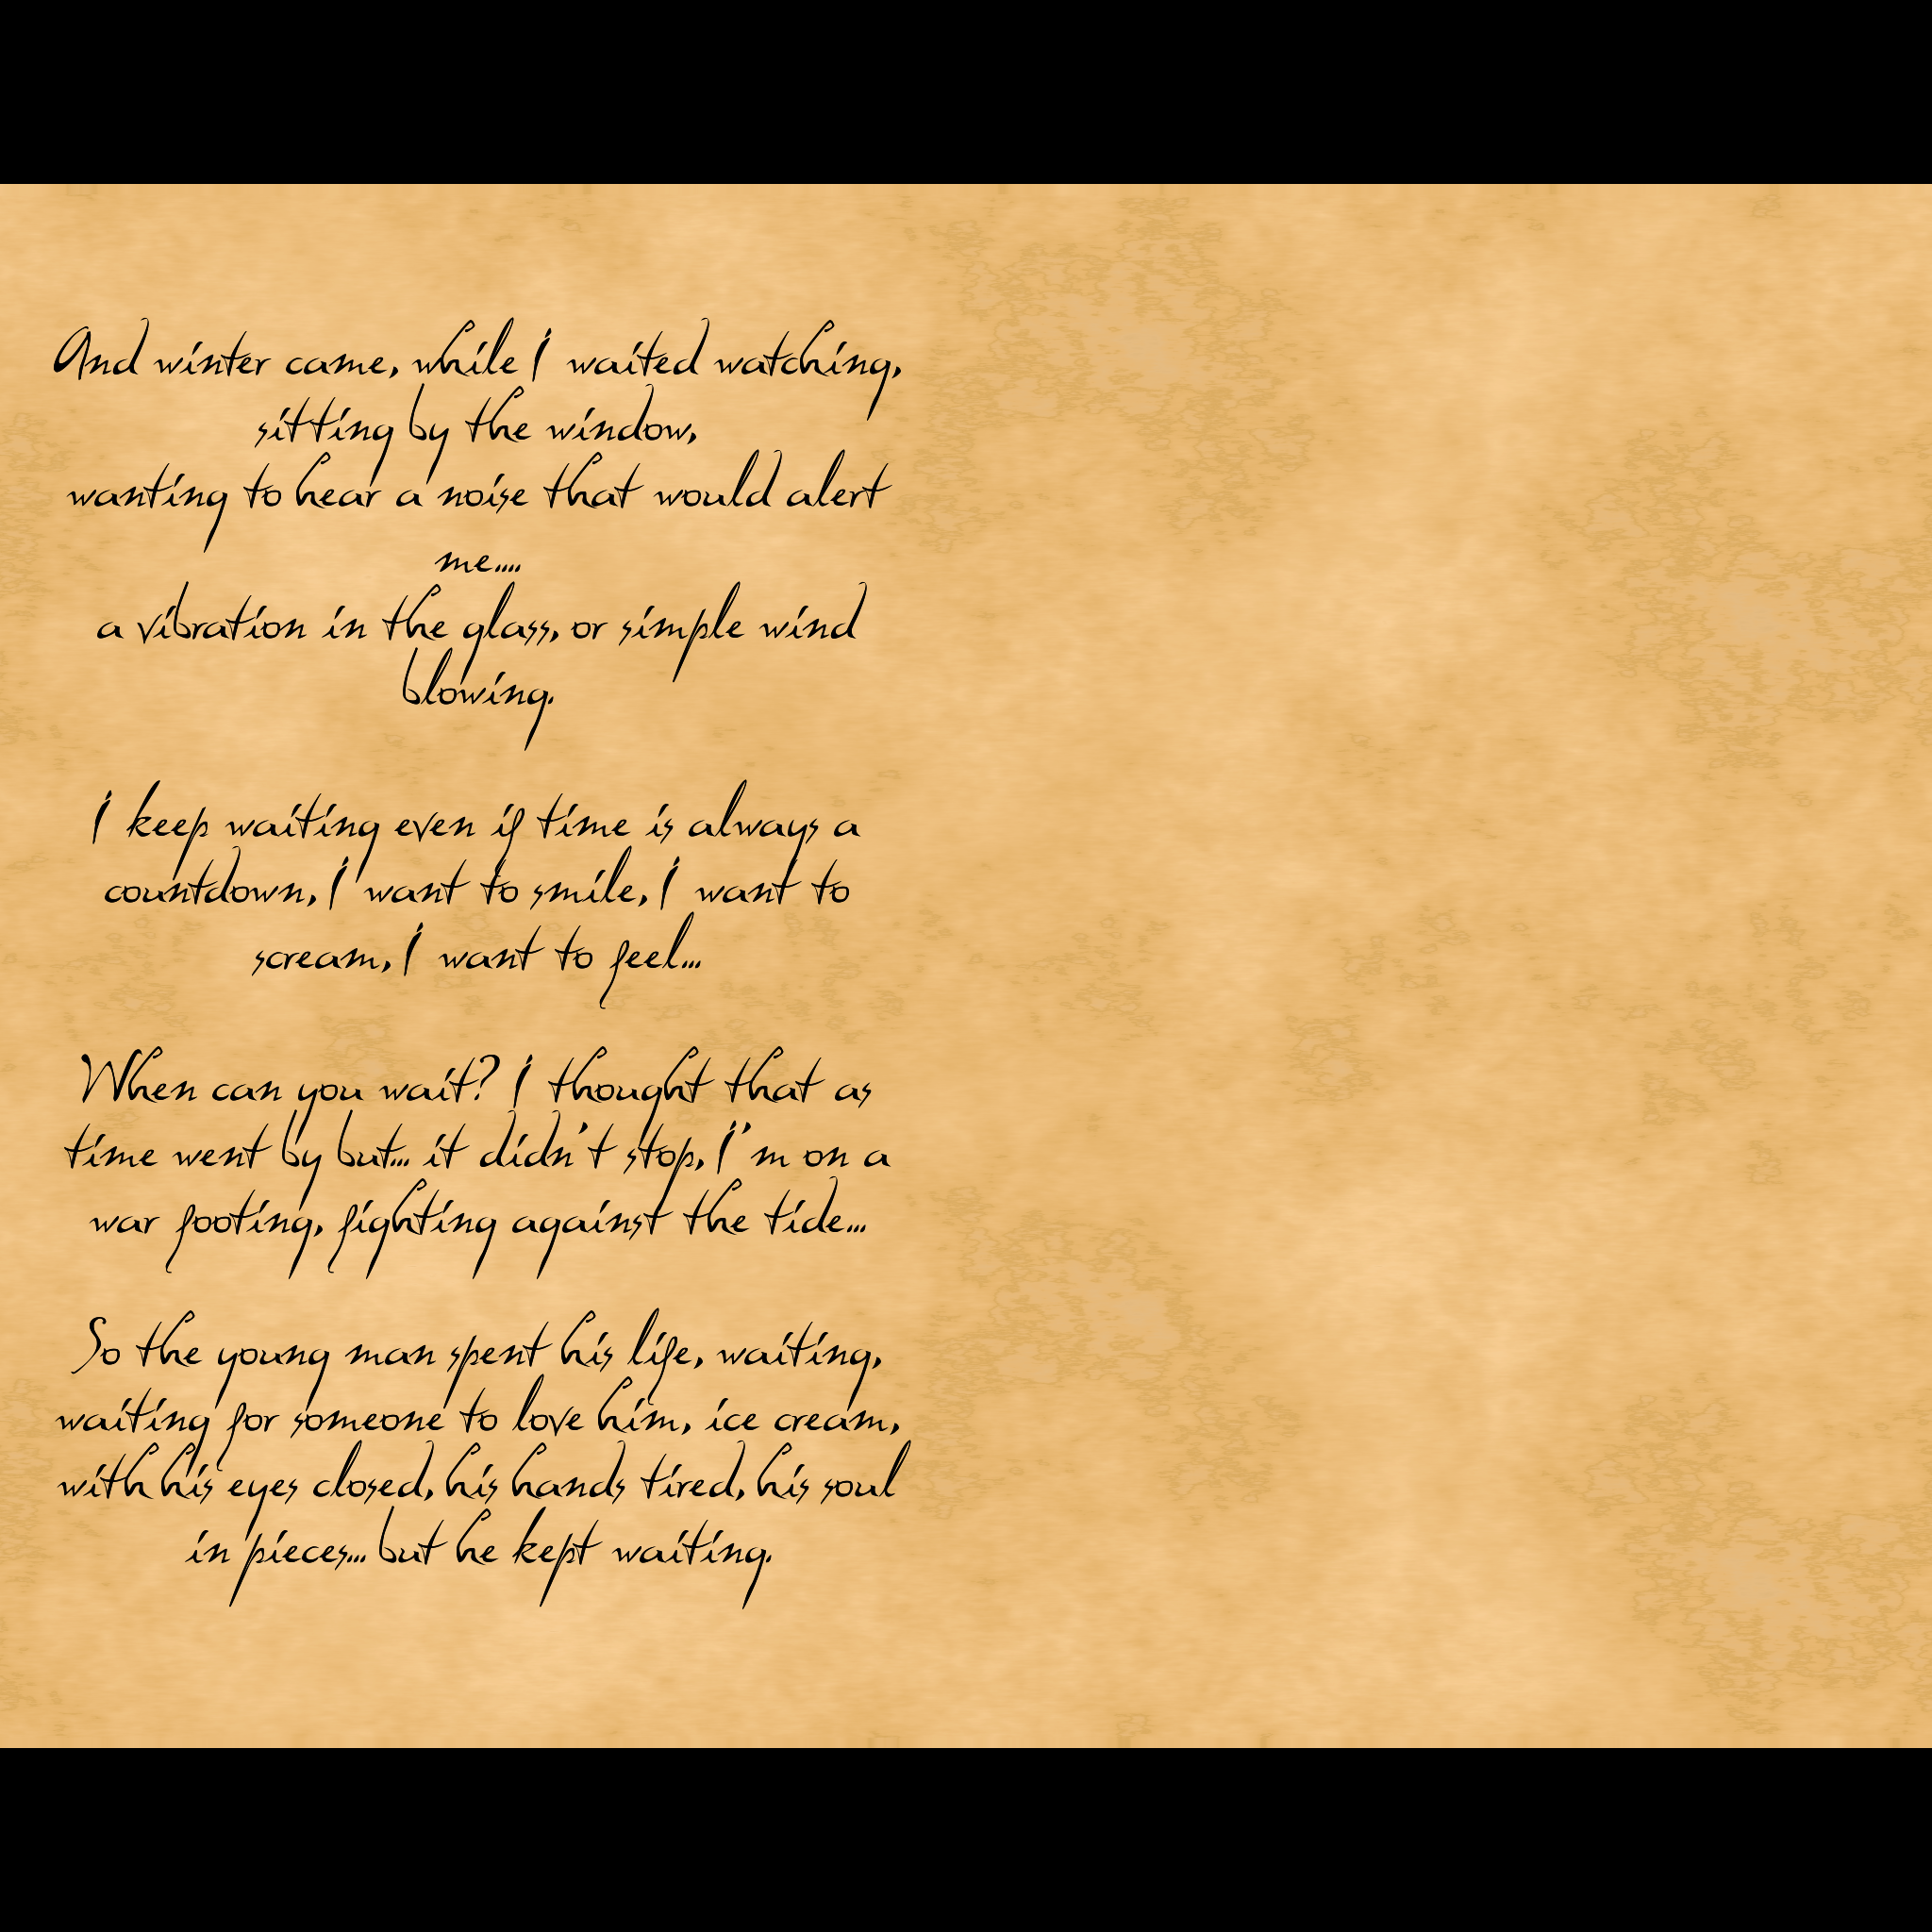 And winter came, while I waited watching,
sitting by the window,
wanting to hear a noise that would alert
me....
a vibration in the glass, or simple wind
blowing.
I keep waiting even if time is always a
countdown, I want to smile, I want to
scream, I want to feel...
When can you wait? I thought that as
time went by but... it didn't stop, I'm on a
war footing, fighting against the tide...
So the young man spent his life, waiting,
waiting for someone to love him, ice cream,
with his eyes closed, his hands tired, his soul
in pieces... but he kept waiting.